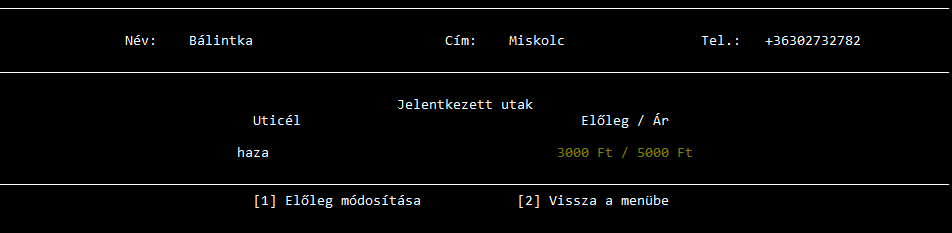 Név: Bálintka Cím: Miskolc Tel.: +36302732782
Jelentkezett utak
Uticél Előleg / Ár
haza 3000 Ft / 5000 Ft
[1] Előleg módosítása [2] Vissza a menübe